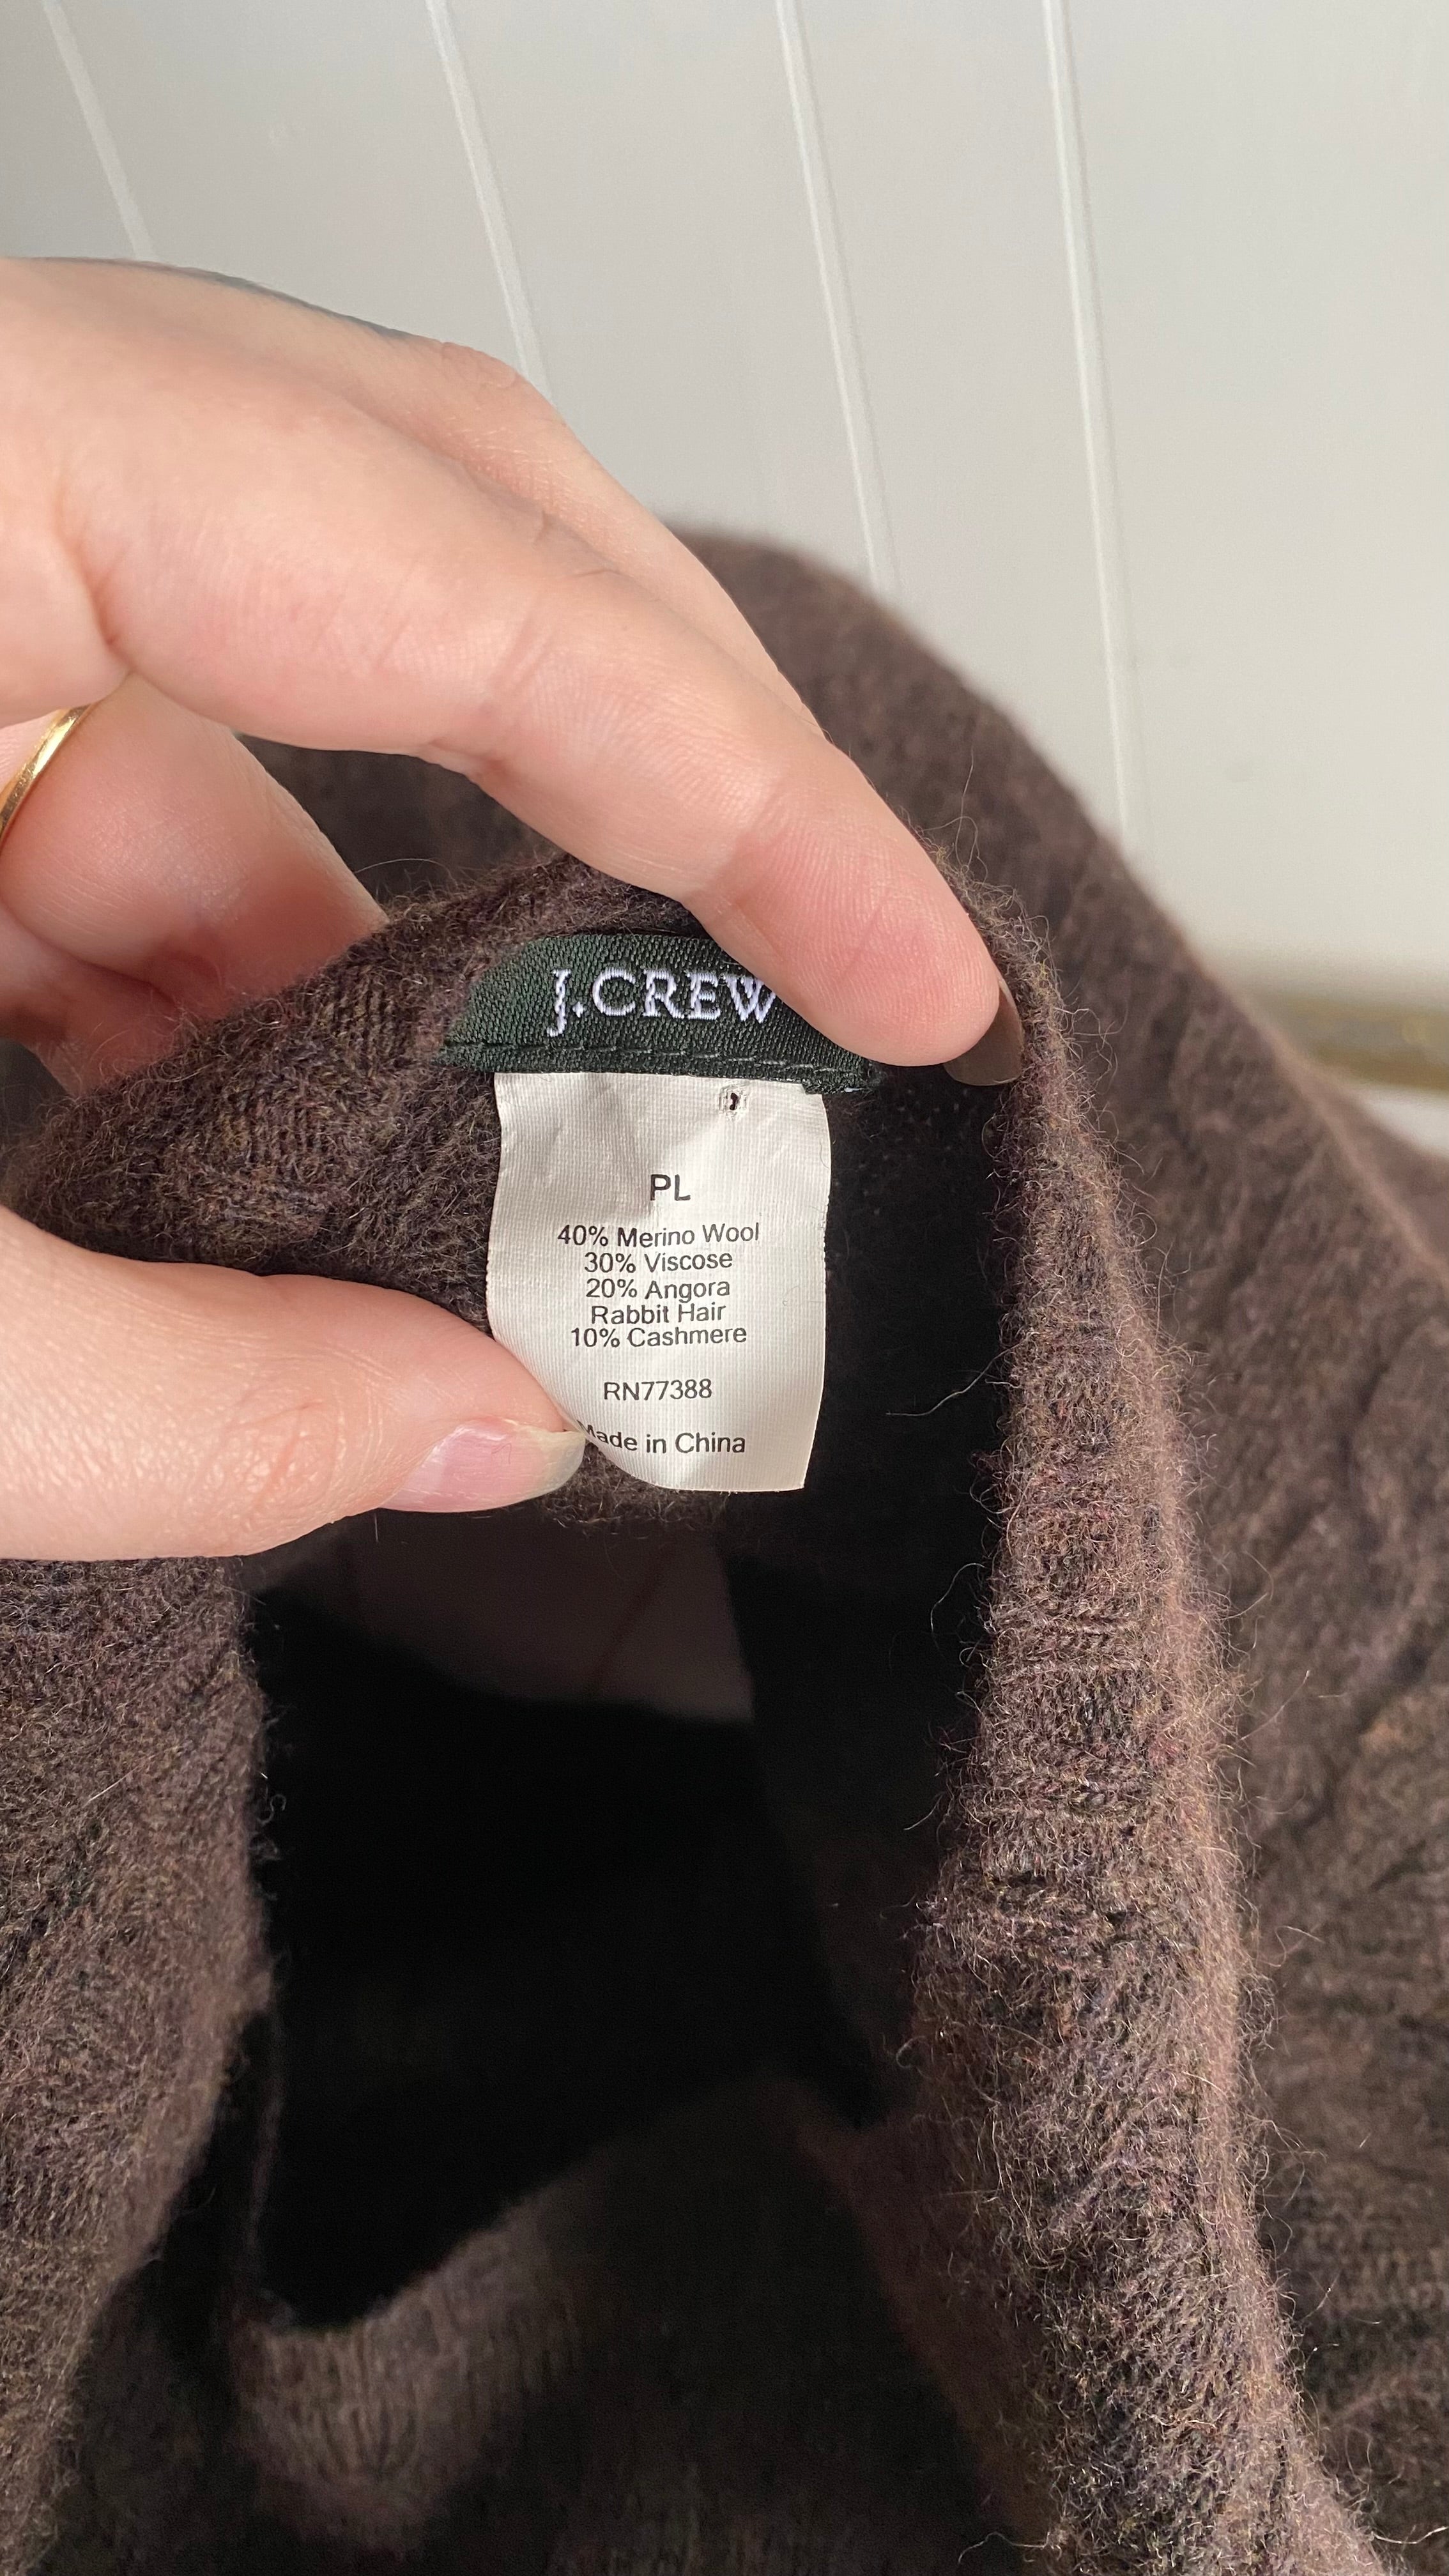 J.CREW
PL
40% Merino Wool
30% Viscose
20% Angora
Rabbit Hair
10% Cashmere
RN77388
Made in China